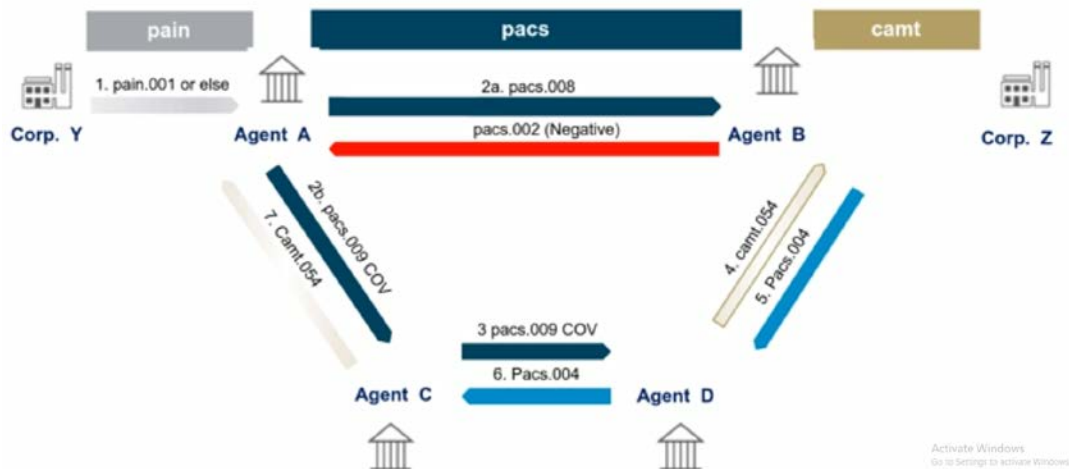 pain
pacs
camt
1. pain.001 or else
2a. pacs.008
pacs.002 (Negative)
Corp. Y
Agent A
Agent B
Corp. Z
2b. pacs.009 COV
7. Camt.054
4. camt.054
5. Pacs.004
3 pacs.009 COV
6. Pacs.004
Agent C
Agent D
Activate Windows
Go to Settings to activate Windows